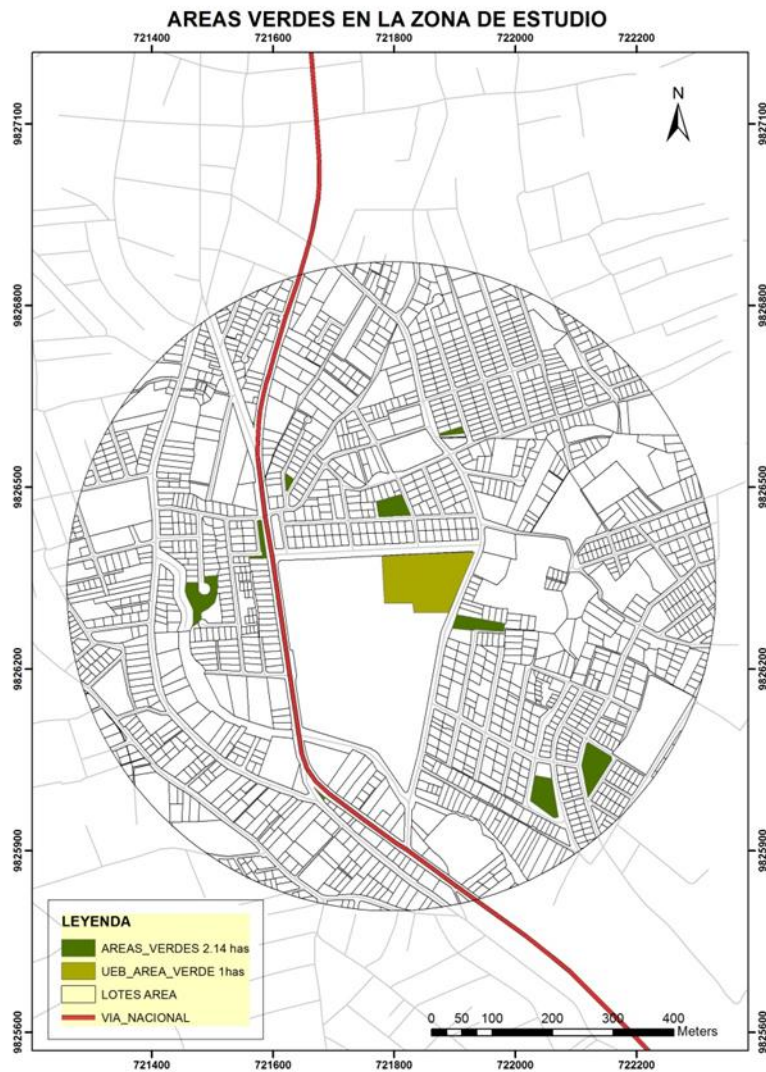 AREAS VERDES EN LA ZONA DE ESTUDIO
721400 721600 721800 722000 722200
N
9827100 9827100
9826800 9826800
9826500 9826500
9826200 9826200
9825900 9825900
9825600 9825600
LEYENDA
AREAS_VERDES 2.14 has
UEB_AREA_VERDE 1has
LOTES AREA
VIA_NACIONAL
0 50 100 200 300 400
Meters
721400 721600 721800 722000 722200